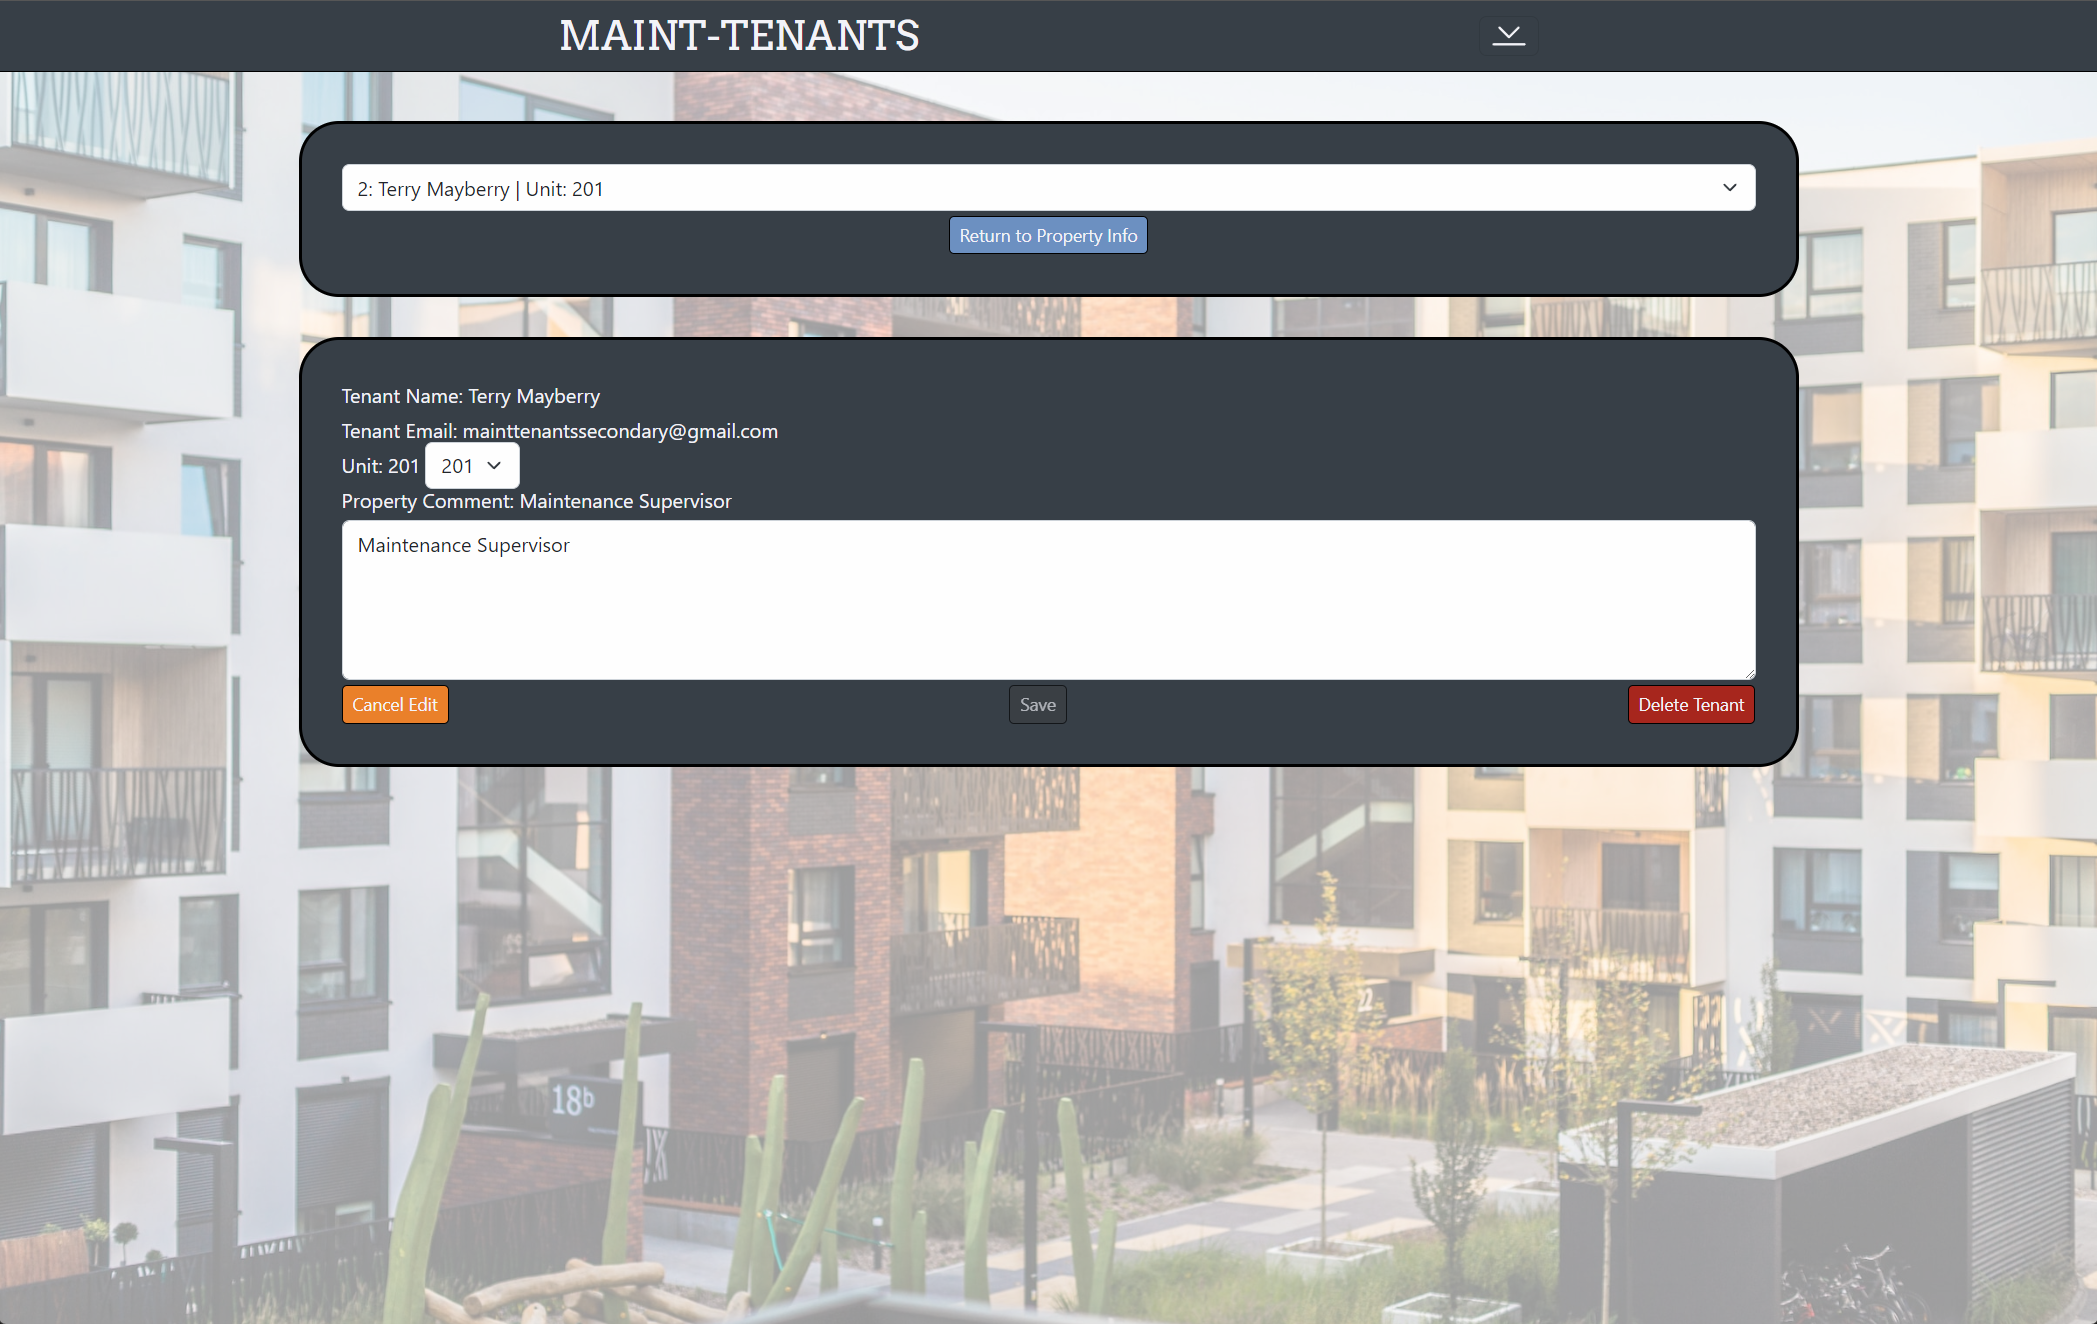 MAINT-TENANTS
2: Terry Mayberry | Unit: 201
Return to Property Info
Tenant Name: Terry Mayberry
Tenant Email: mainttenantssecondary@gmail.com
Unit: 201 201
Property Comment: Maintenance Supervisor
Maintenance Supervisor
Cancel Edit Save Delete Tenant
22
18b